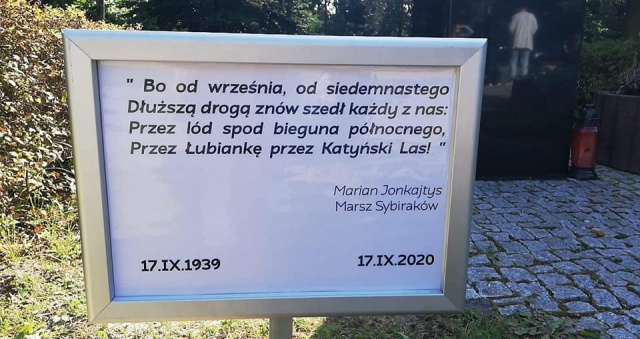 " Bo od września, od siedemnastego
Dłuższą drogą znów szedł każdy z nas:
Przez lód spod bieguna północnego,
Przez Łubiankę przez Katyński Las! "
Marian Jonkajtys
Marsz Sybiraków
17.IX.1939 17.IX.2020